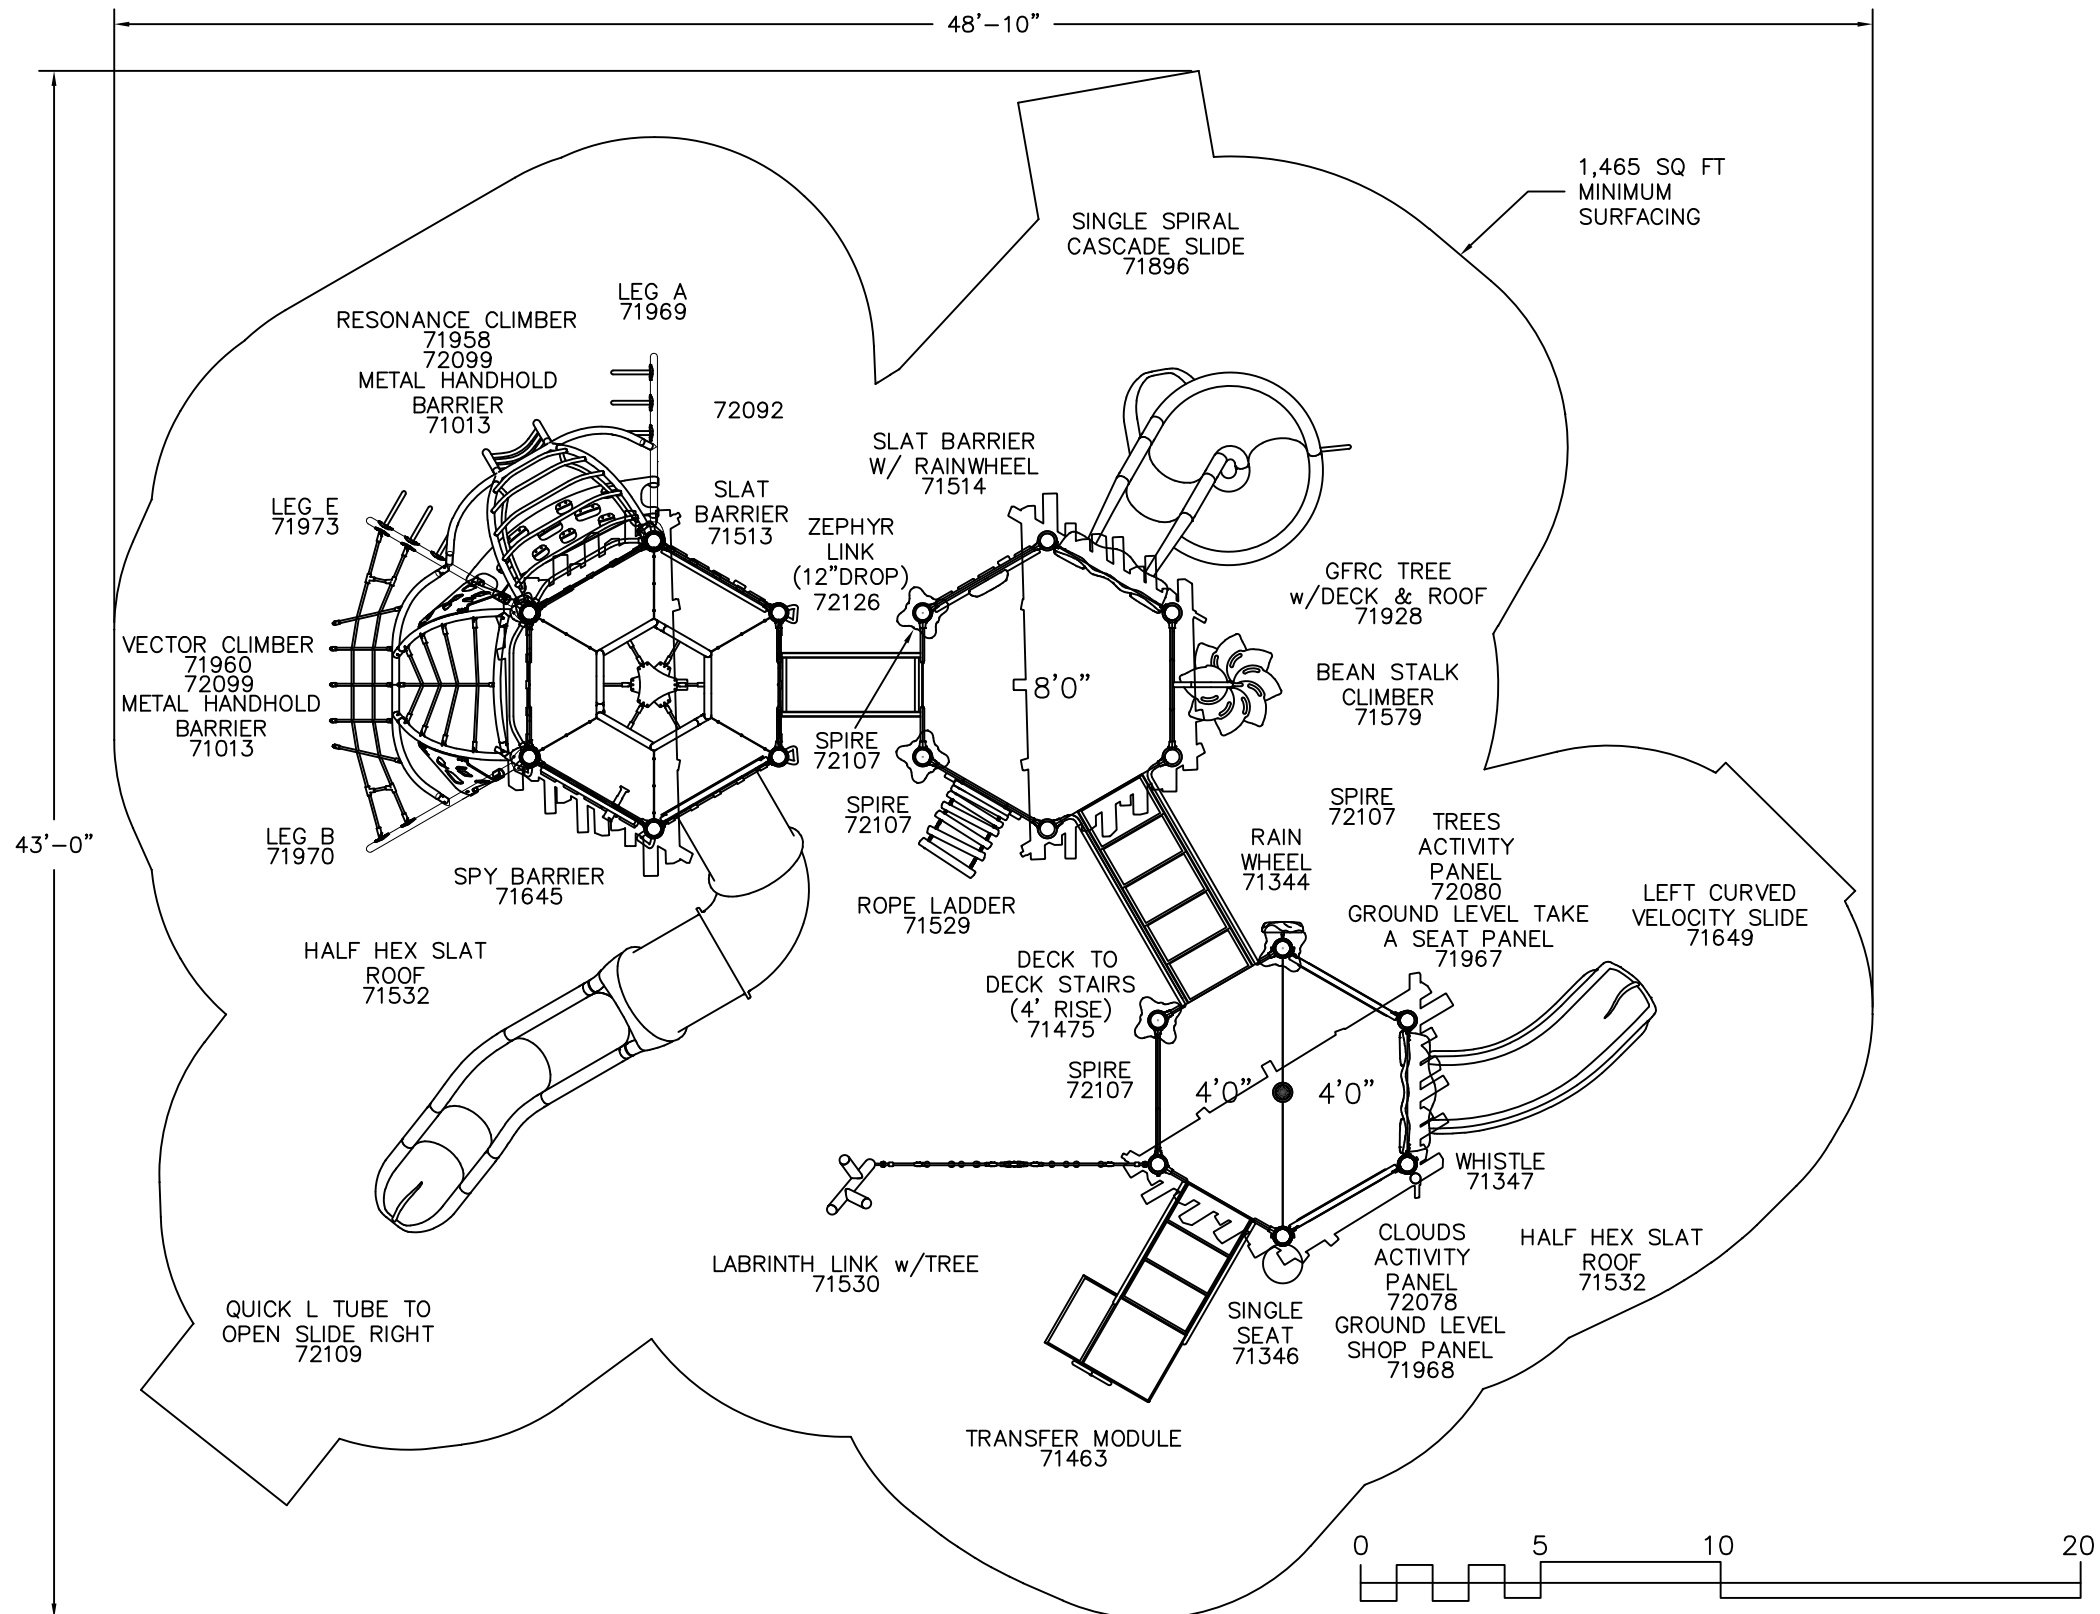 48'-10"
1,465 SQ FT
MINIMUM
SURFACING
SINGLE SPIRAL
CASCADE SLIDE
71896
LEG A
71969
RESONANCE CLIMBER
71958
72099
METAL HANDHOLD
BARRIER
71013
72092
SLAT BARRIER
W/ RAINWHEEL
71514
SLAT
BARRIER
71513
LEG E
71973
ZEPHYR
LINK
(12"DROP)
72126
GFRC TREE
w/DECK & ROOF
71928
VECTOR CLIMBER
71960
72099
METAL HANDHOLD
BARRIER
71013
8'0"
BEAN STALK
CLIMBER
71579
SPIRE
72107
SPIRE
72107
SPIRE
72107
43'-0"
LEG B
71970
SPY BARRIER
71645
RAIN
WHEEL
71344
TREES
ACTIVITY
PANEL
72080
GROUND LEVEL TAKE
A SEAT PANEL
71967
LEFT CURVED
VELOCITY SLIDE
71649
ROPE LADDER
71529
HALF HEX SLAT
ROOF
71532
DECK TO
DECK STAIRS
(4' RISE)
71475
SPIRE
72107
4'0"
4'0"
WHISTLE
71347
LABRINTH LINK w/TREE
71530
CLOUDS
ACTIVITY
PANEL
72078
GROUND LEVEL
SHOP PANEL
71968
HALF HEX SLAT
ROOF
71532
QUICK L TUBE TO
OPEN SLIDE RIGHT
72109
SINGLE
SEAT
71346
TRANSFER MODULE
71463
0 5 10 20